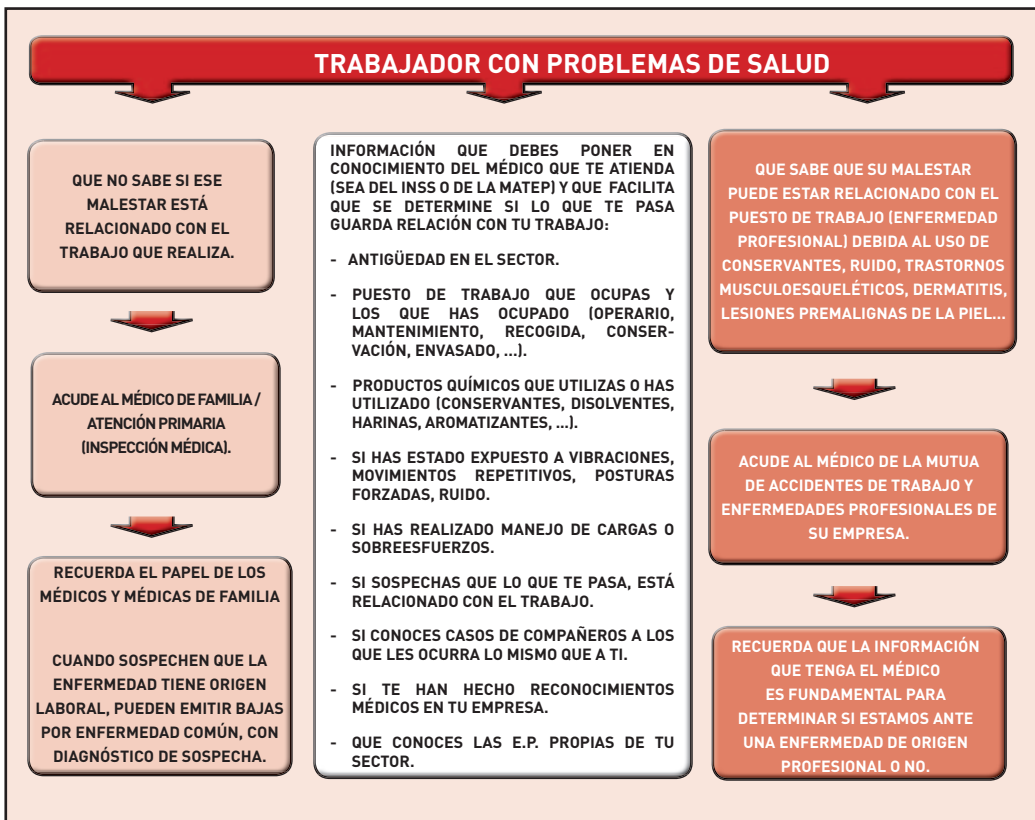 TRABAJADOR CON PROBLEMAS DE SALUD
QUE NO SABE SI ESE
MALESTAR ESTÁ
RELACIONADO CON EL
TRABAJO QUE REALIZA.
ACUDE AL MÉDICO DE FAMILIA /
ATENCIÓN PRIMARIA
(INSPECCIÓN MÉDICA).
RECUERDA EL PAPEL DE LOS
MÉDICOS Y MÉDICAS DE FAMILIA
CUANDO SOSPECHEN QUE LA
ENFERMEDAD TIENE ORIGEN
LABORAL, PUEDEN EMITIR BAJAS
POR ENFERMEDAD COMÚN, CON
DIAGNÓSTICO DE SOSPECHA.
INFORMACIÓN QUE DEBES PONER EN
CONOCIMIENTO DEL MÉDICO QUE TE ATIENDA
(SEA DEL INSS O DE LA MATEP) Y QUE FACILITA
QUE SE DETERMINE SI LO QUE TE PASA
GUARDA RELACIÓN CON TU TRABAJO:
- ANTIGÜEDAD EN EL SECTOR.
- PUESTO DE TRABAJO QUE OCUPAS Y
LOS QUE HAS OCUPADO (OPERARIO,
MANTENIMIENTO, RECOGIDA, CONSER-
VACIÓN, ENVASADO, ...).
- PRODUCTOS QUÍMICOS QUE UTILIZAS O HAS
UTILIZADO (CONSERVANTES, DISOLVENTES,
HARINAS, AROMATIZANTES, ...).
- SI HAS ESTADO EXPUESTO A VIBRACIONES,
MOVIMIENTOS REPETITIVOS, POSTURAS
FORZADAS, RUIDO.
- SI HAS REALIZADO MANEJO DE CARGAS O
SOBREESFUERZOS.
- SI SOSPECHAS QUE LO QUE TE PASA, ESTÁ
RELACIONADO CON EL TRABAJO.
- SI CONOCES CASOS DE COMPAÑEROS A LOS
QUE LES OCURRA LO MISMO QUE A TI.
- SI TE HAN HECHO RECONOCIMIENTOS
MÉDICOS EN TU EMPRESA.
- QUE CONOCES LAS E.P. PROPIAS DE TU
SECTOR.
QUE SABE QUE SU MALESTAR
PUEDE ESTAR RELACIONADO CON EL
PUESTO DE TRABAJO (ENFERMEDAD
PROFESIONAL) DEBIDA AL USO DE
CONSERVANTES, RUIDO, TRASTORNOS
MUSCULOESQUELÉTICOS, DERMATITIS,
LESIONES PREMALIGNAS DE LA PIEL...
ACUDE AL MÉDICO DE LA MUTUA
DE ACCIDENTES DE TRABAJO Y
ENFERMEDADES PROFESIONALES DE
SU EMPRESA.
RECUERDA QUE LA INFORMACIÓN
QUE TENGA EL MÉDICO
ES FUNDAMENTAL PARA
DETERMINAR SI ESTAMOS ANTE
UNA ENFERMEDAD DE ORIGEN
PROFESIONAL O NO.